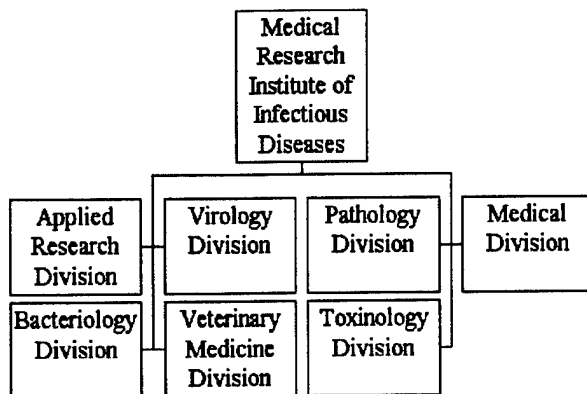 Medical
Research
Institute of
Infectious
Diseases
Applied
Research
Division
Virology
Division
Pathology
Division
Medical
Division
Bacteriology
Division
Veterinary
Medicine
Division
Toxinology
Division